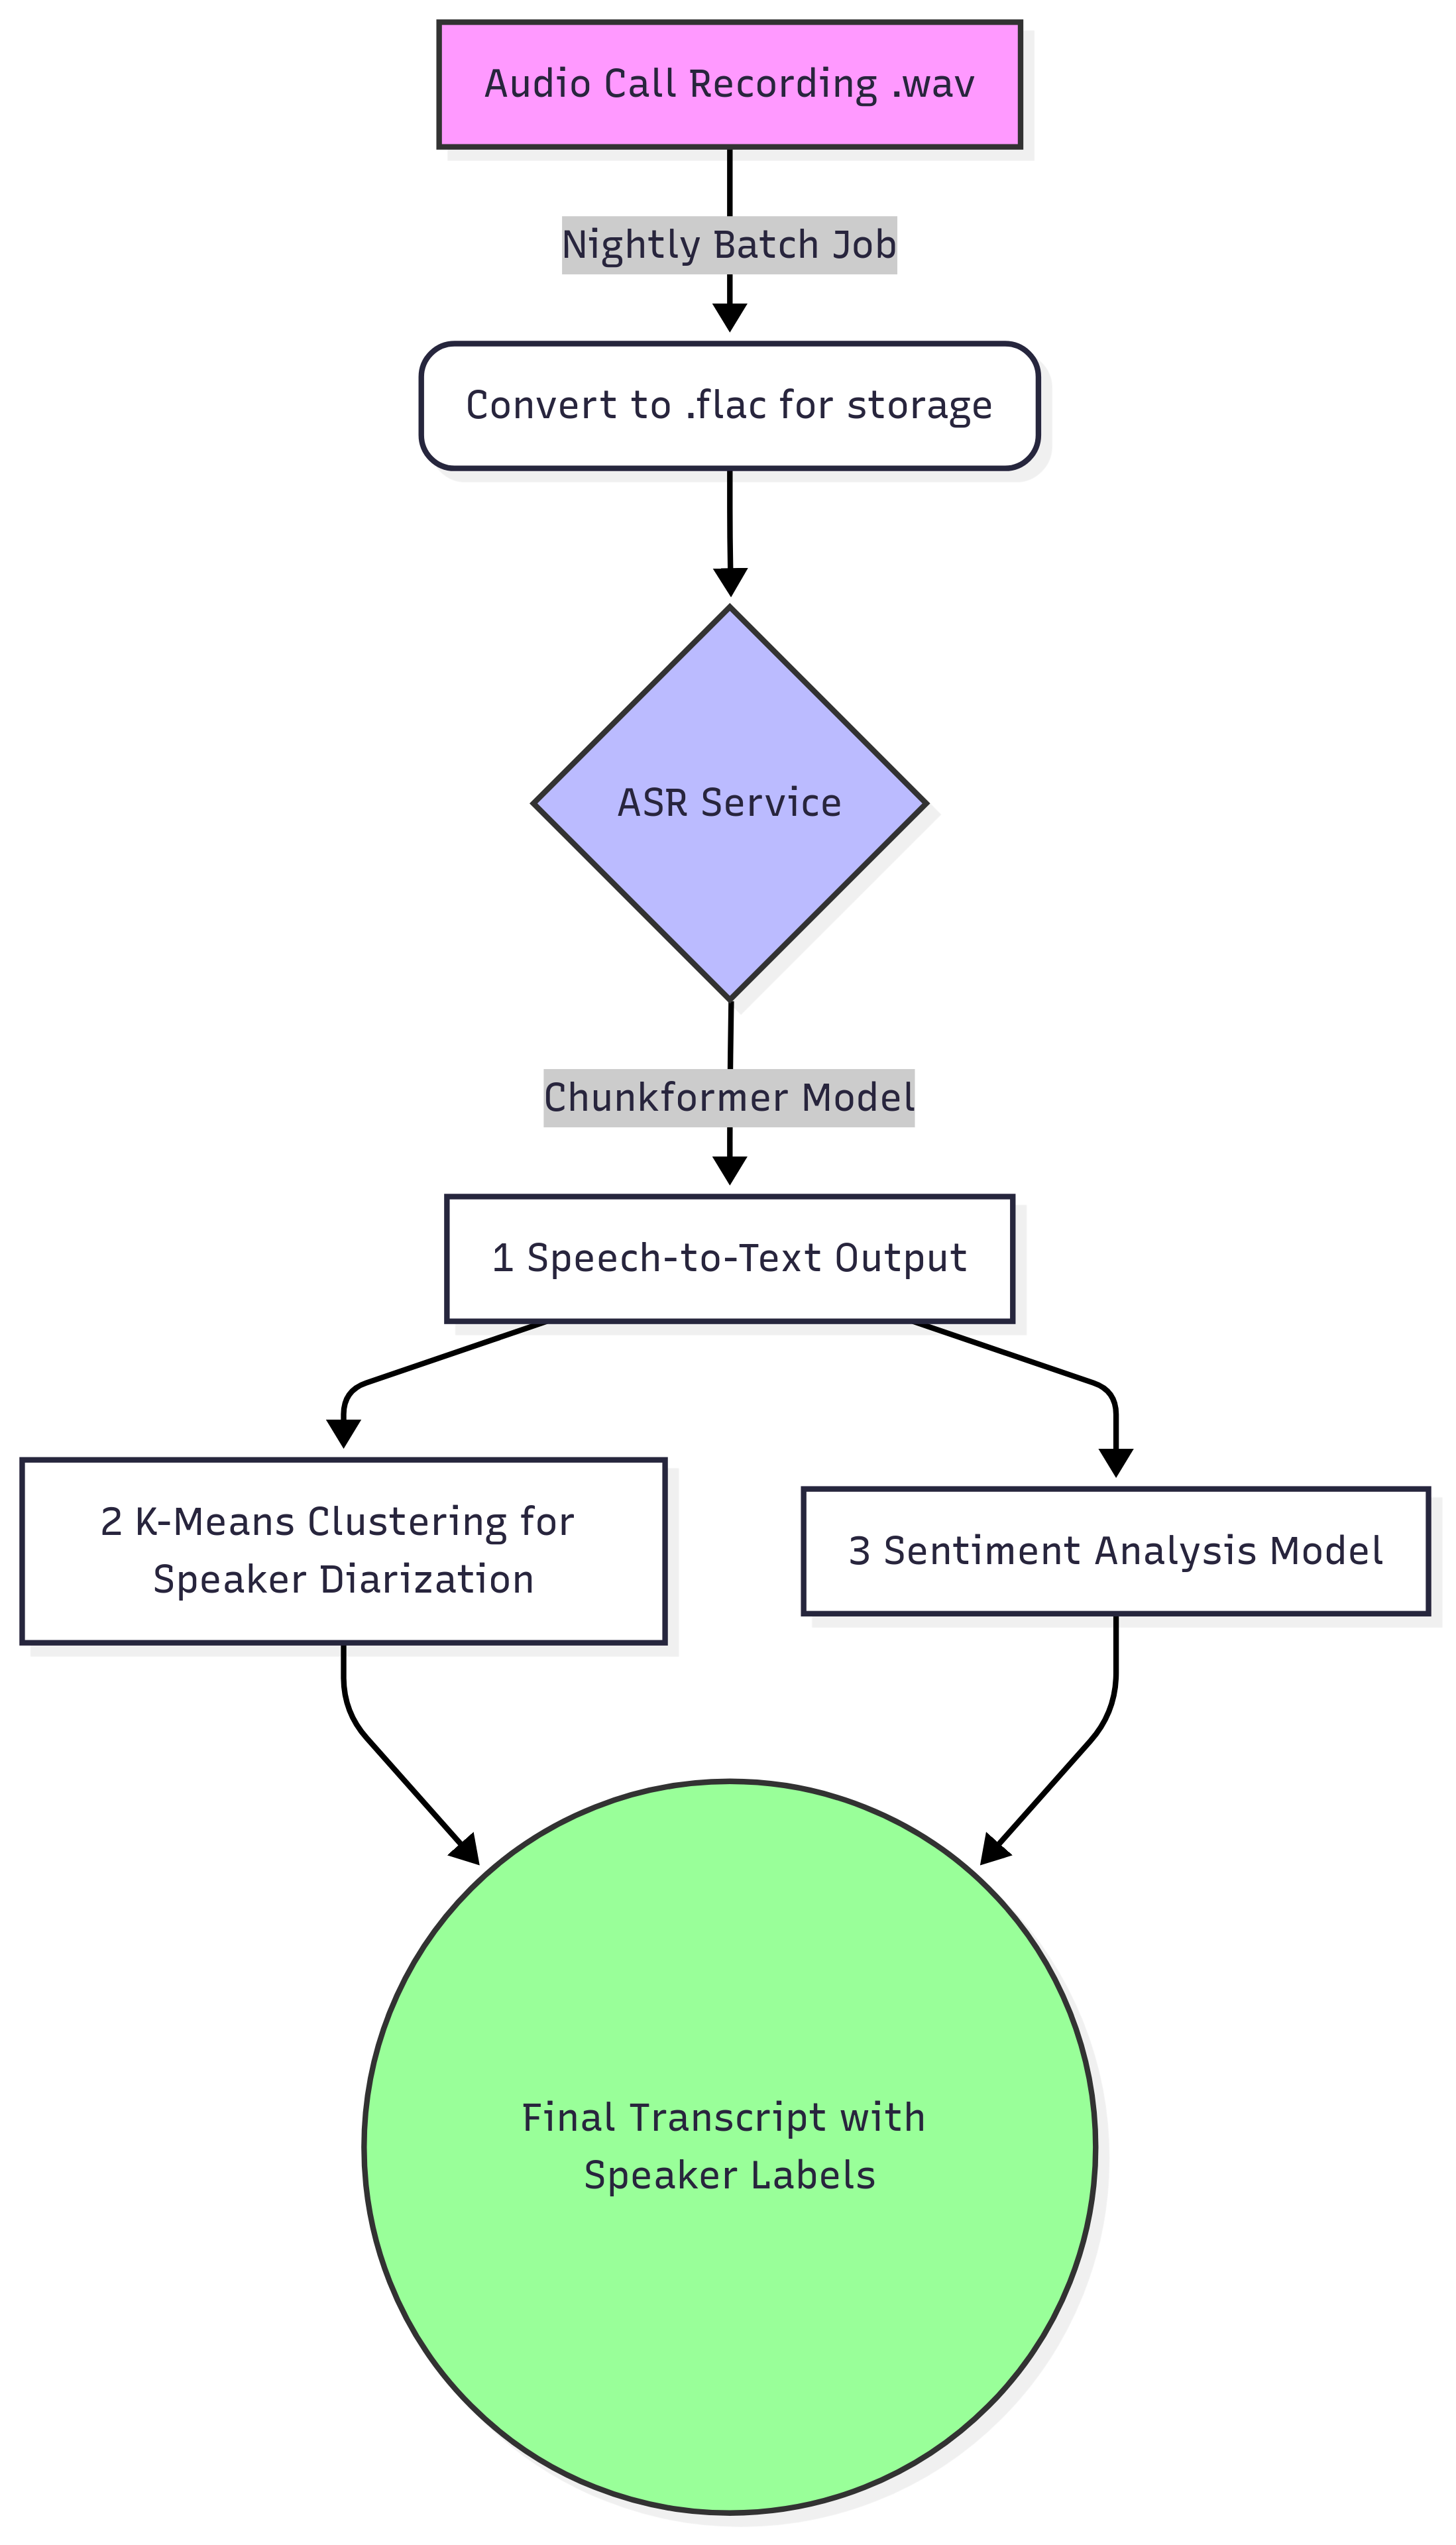 Audio Call Recording .wav
Nightly Batch Job
Convert to .flac for storage
ASR Service
Chunkformer Model
1 Speech-to-Text Output
2 K-Means Clustering for
Speaker Diarization
3 Sentiment Analysis Model
Final Transcript with
Speaker Labels